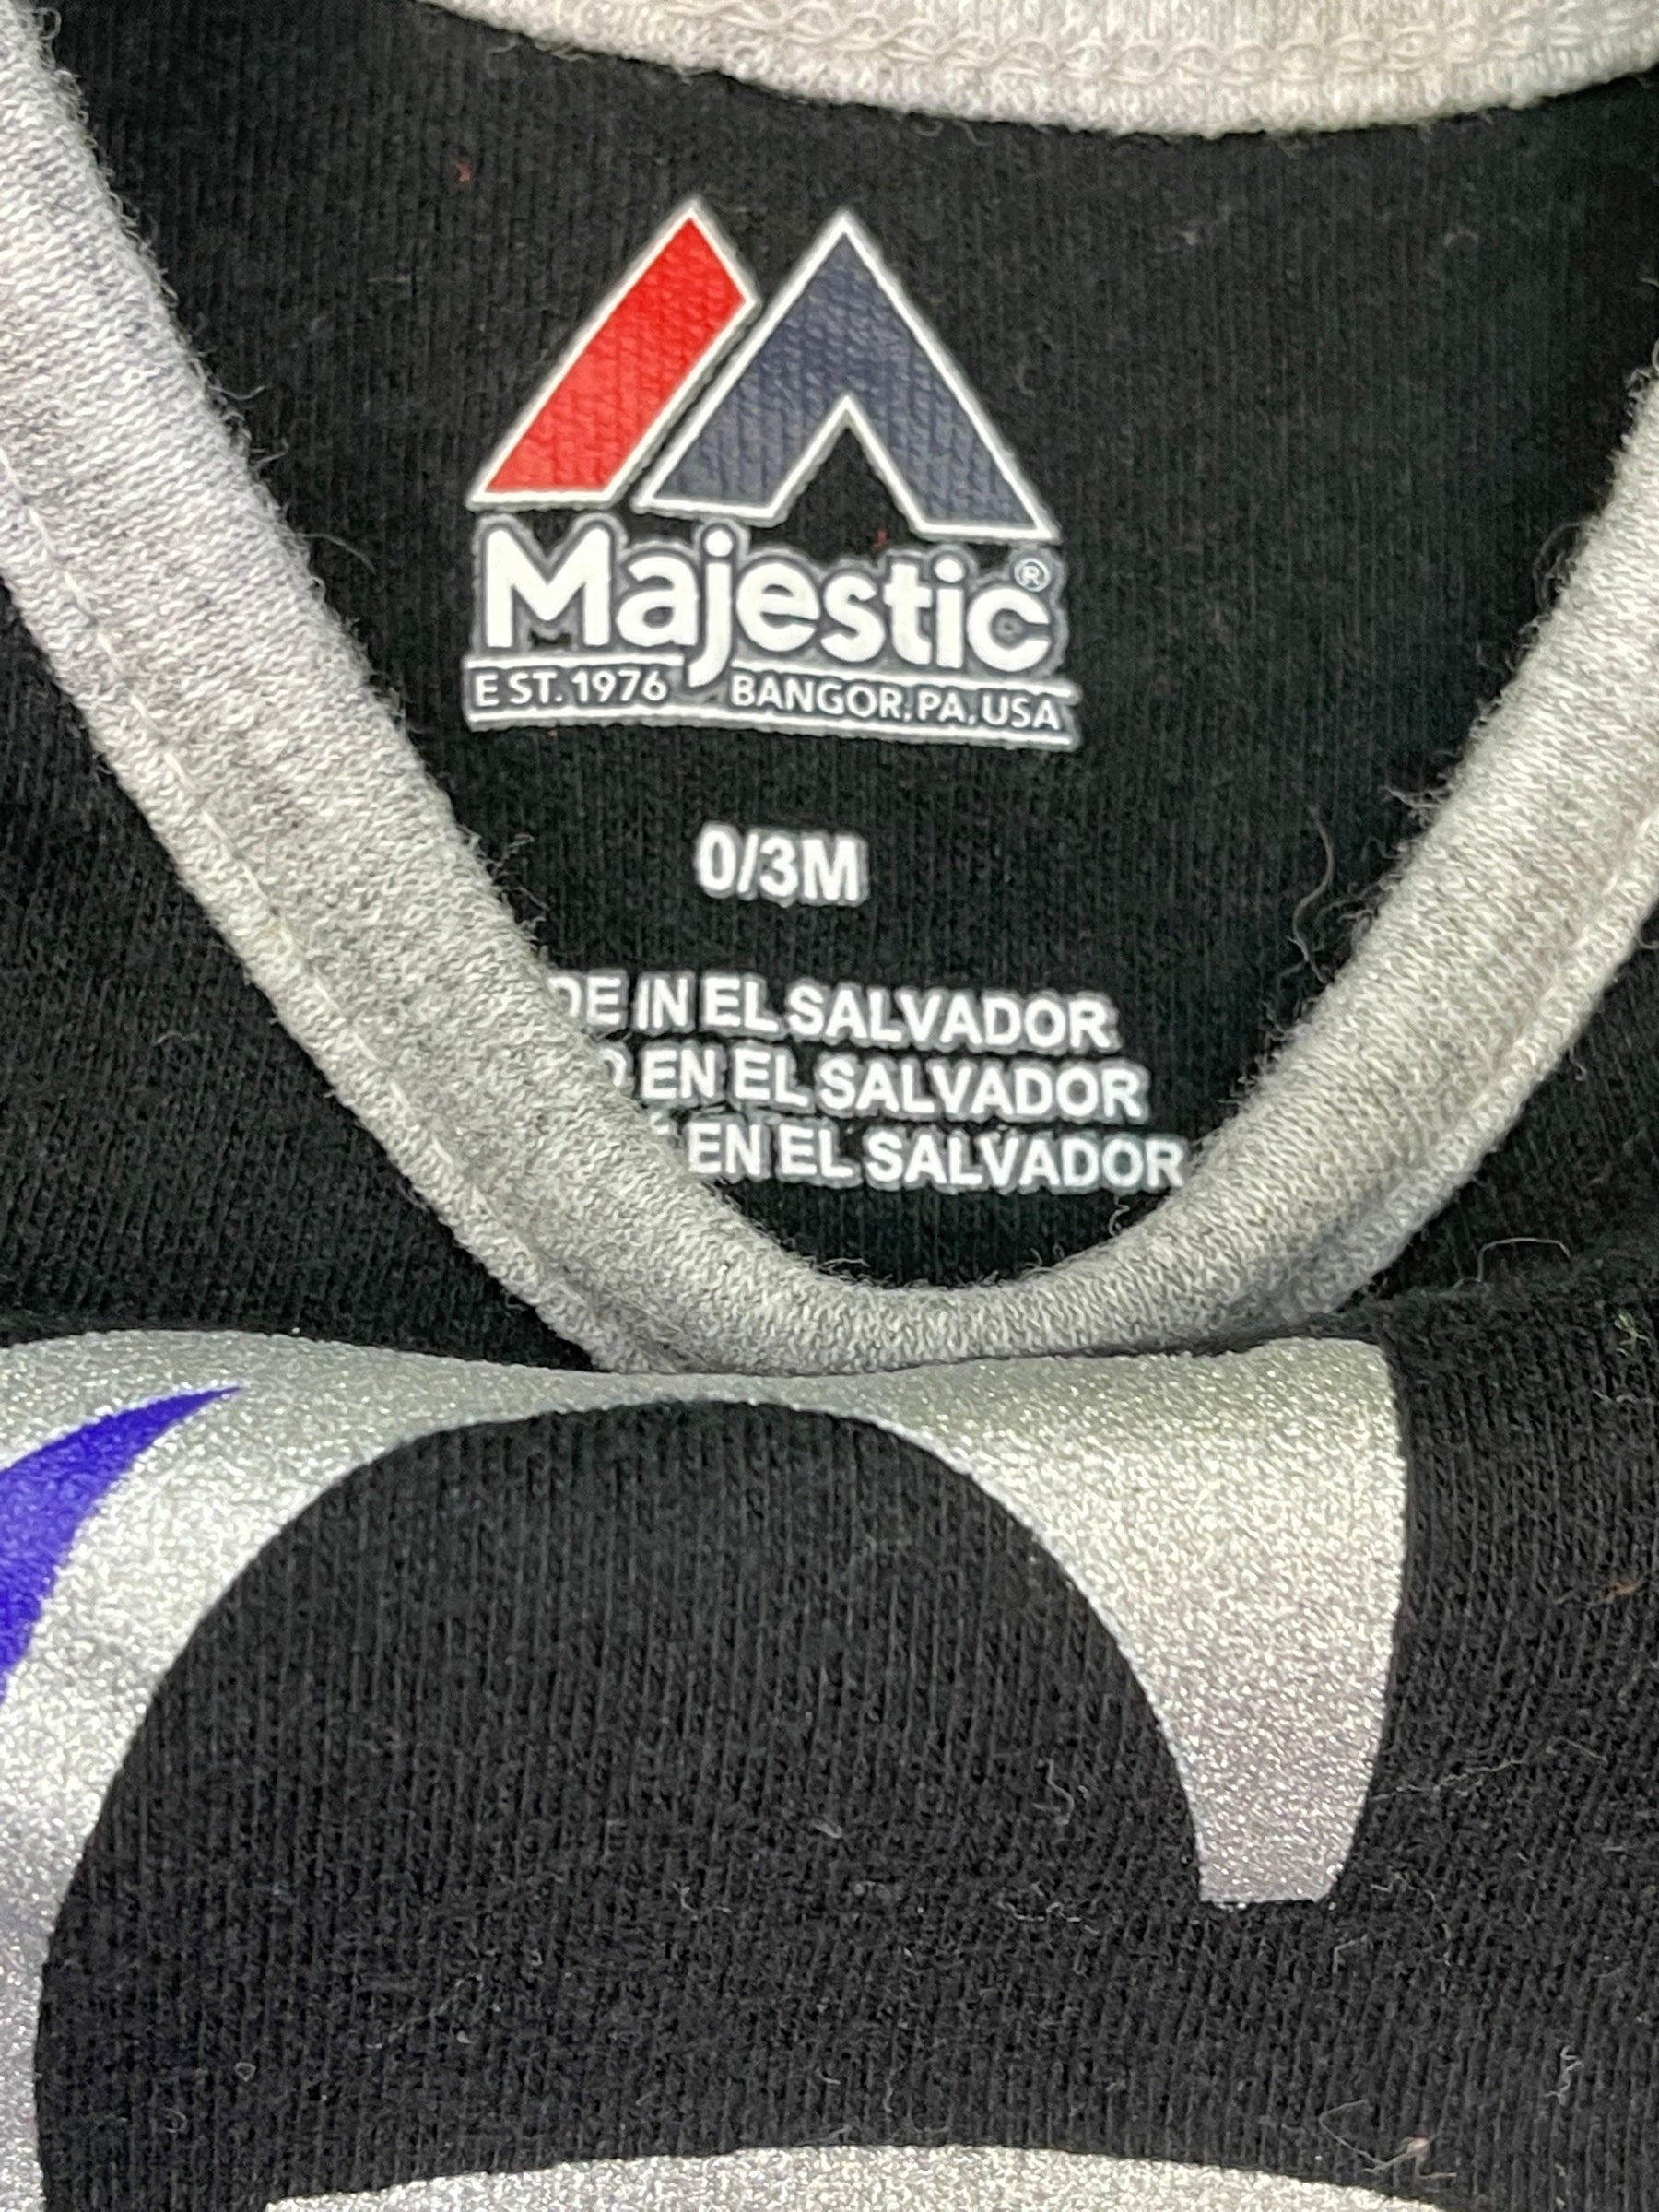 Majestic®
EST. 1976 BANGOR, PA, USA
0/3M
DE IN EL SALVADOR
O EN EL SALVADOR
EN EL SALVADOR